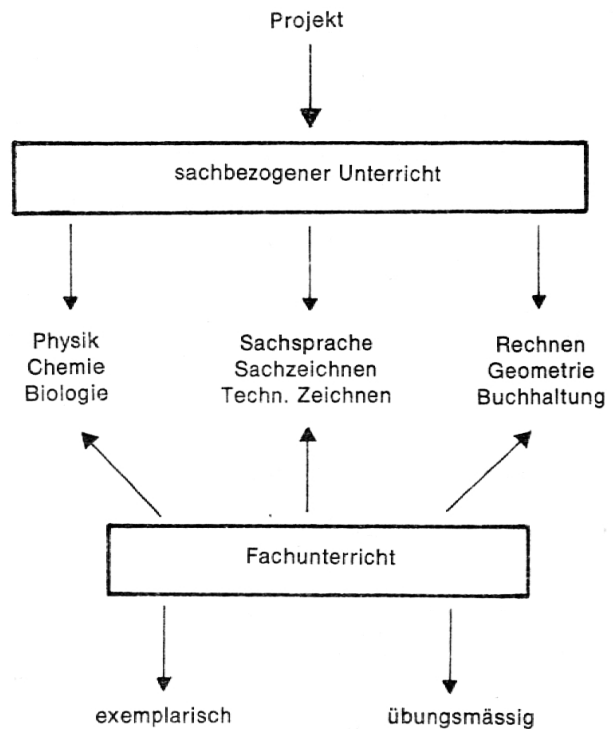 Projekt
sachbezogener Unterricht
Physik
Chemie
Biologie
Sachsprache
Sachzeichnen
Techn. Zeichnen
Rechnen
Geometrie
Buchhaltung
Fachunterricht
exemplarisch
übungsmässig